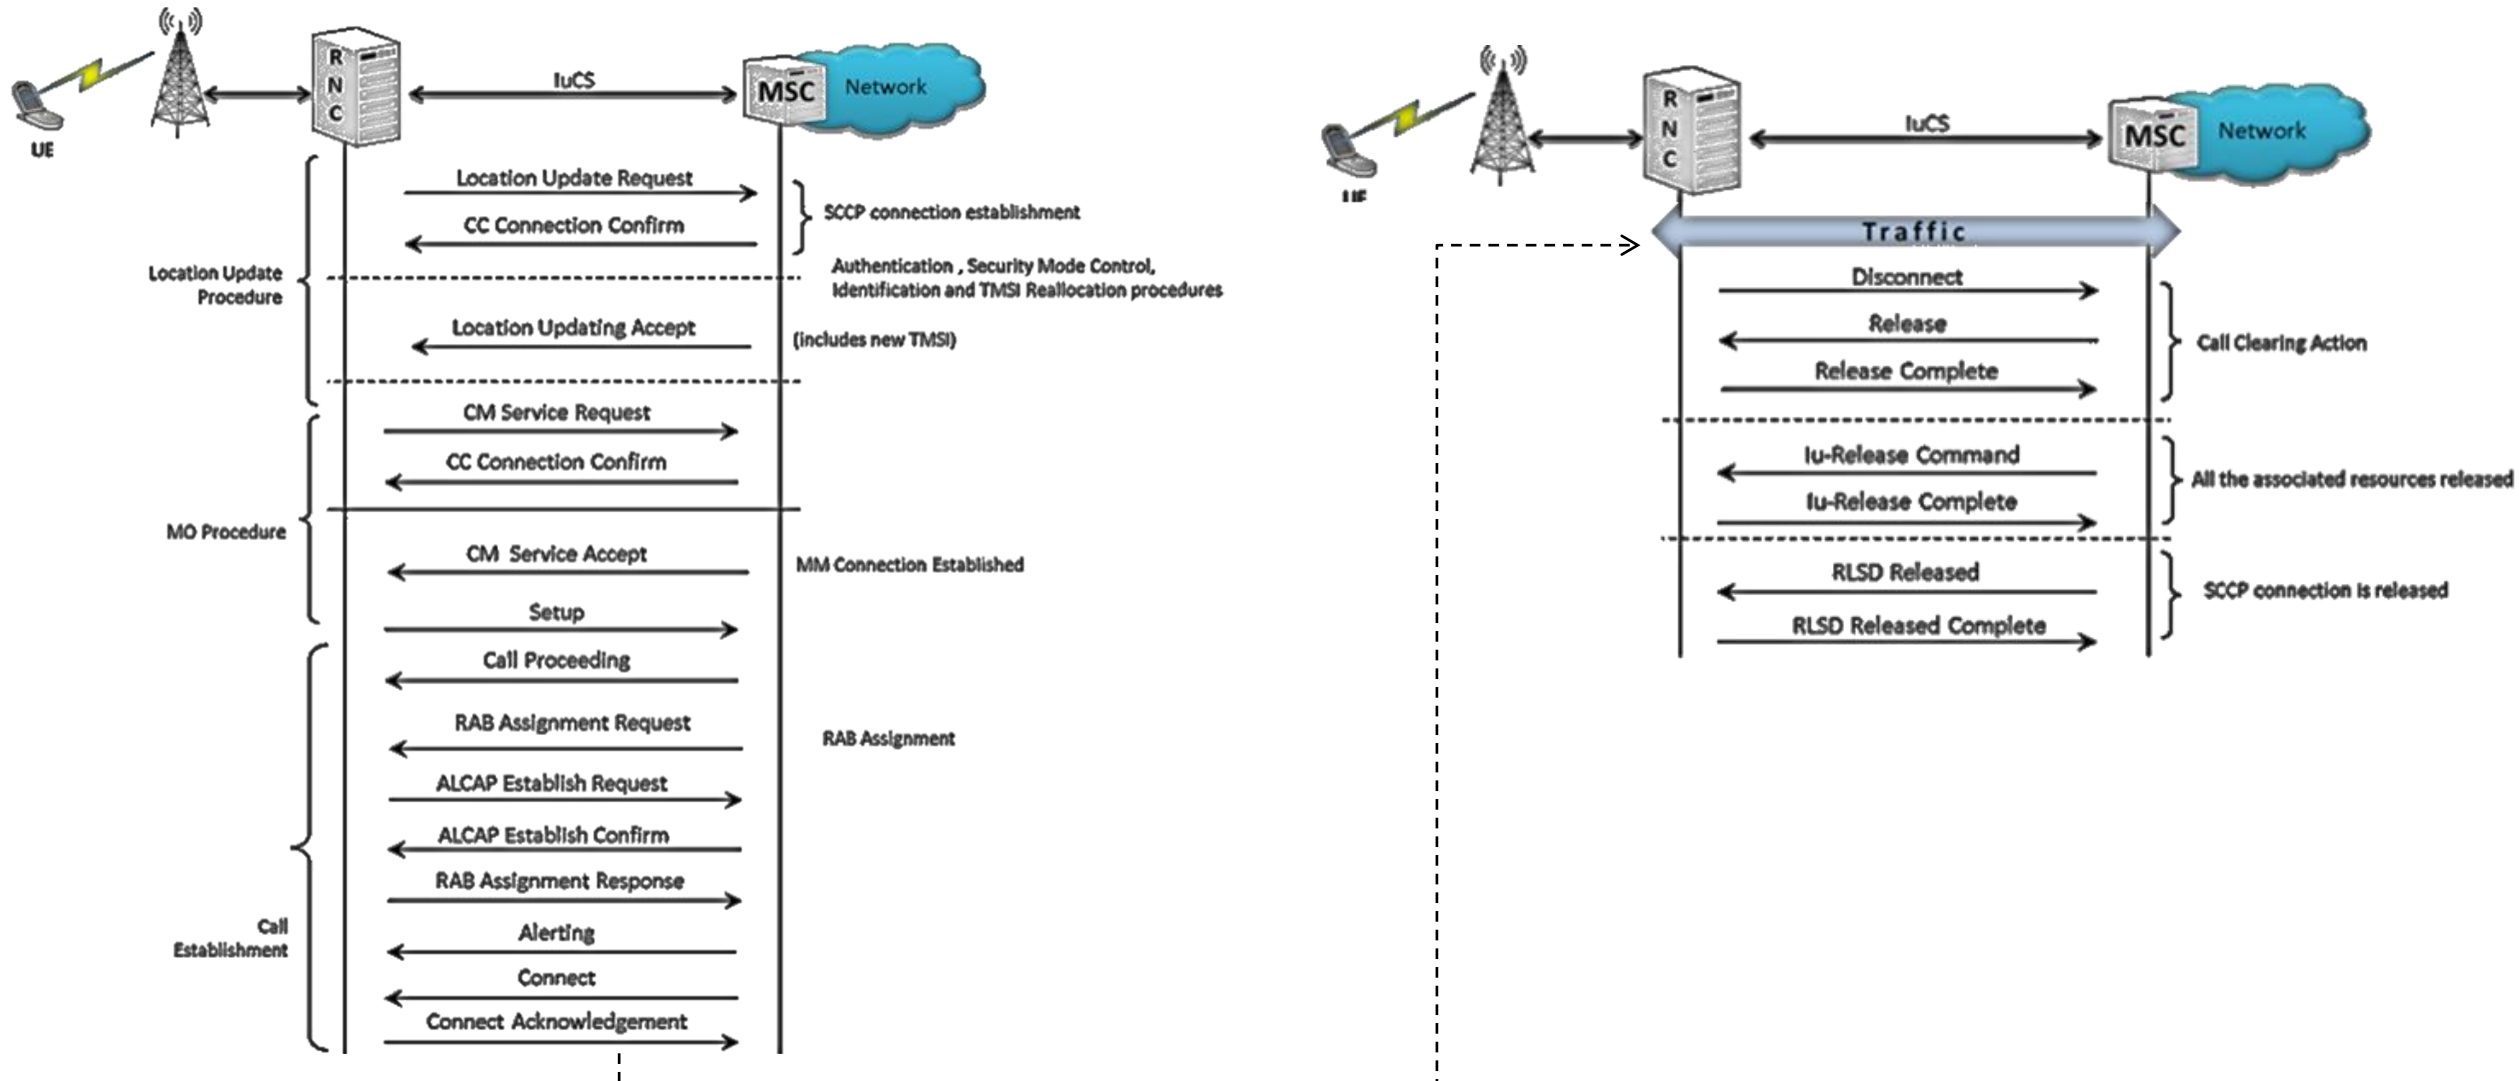 R
N
C
IuCS
MSC
Network
UE
Location Update Request
CC Connection Confirm
SCCP connection establishment
Location Update
Procedure
Authentication , Security Mode Control,
Identification and TMSI Reallocation procedures
Location Updating Accept
(includes new TMSI)
CM Service Request
CC Connection Confirm
MO Procedure
CM Service Accept
MM Connection Established
Setup
Call Proceeding
RAB Assignment Request
RAB Assignment
ALCAP Establish Request
ALCAP Establish Confirm
RAB Assignment Response
Call
Establishment
Alerting
Connect
Connect Acknowledgement
R
N
C
IuCS
MSC
Network
UE
Traffic
Disconnect
Release
Call Clearing Action
Release Complete
Iu-Release Command
All the associated resources released
Iu-Release Complete
RLSD Released
SCCP connection is released
RLSD Released Complete